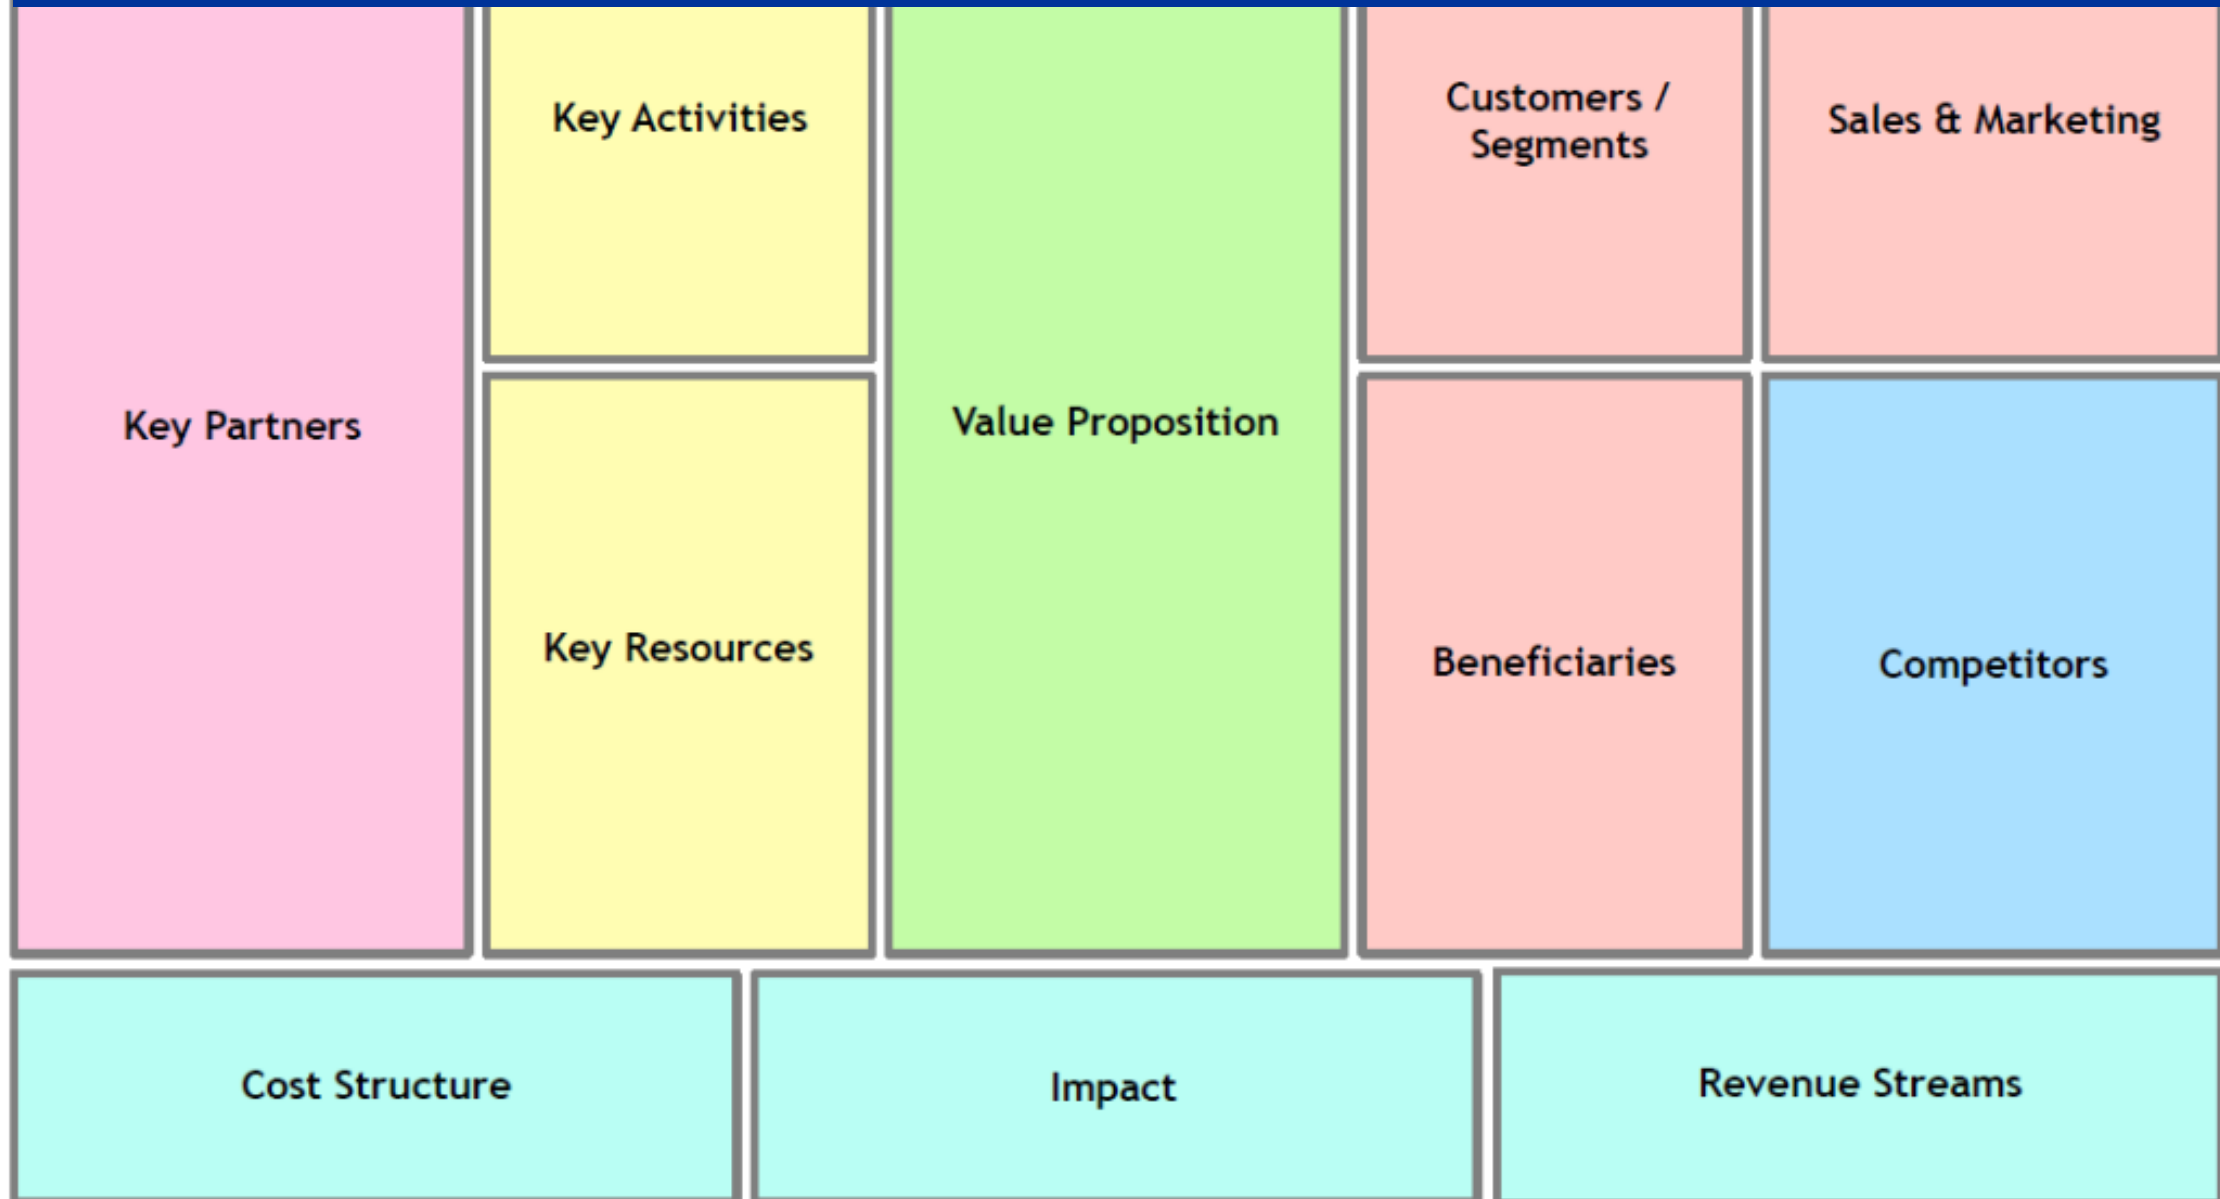 Key Partners
Key Activities
Key Resources
Value Proposition
Customers /
Segments
Beneficiaries
Sales & Marketing
Competitors
Cost Structure
Impact
Revenue Streams